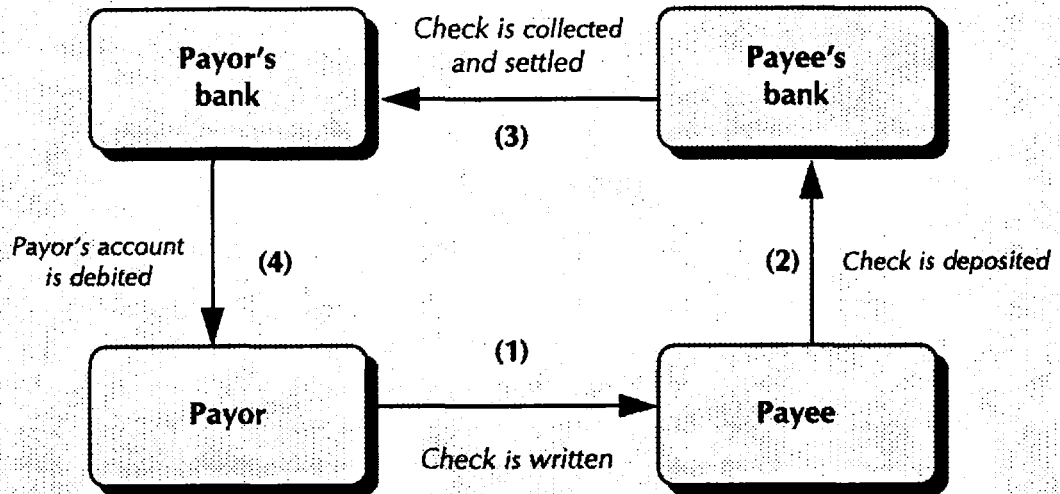 Payor's
bank
Check is collected
and settled
(3)
Payee's
bank
Payor's account
is debited
(4)
(2)
Check is deposited
Payor
(1)
Check is written
Payee